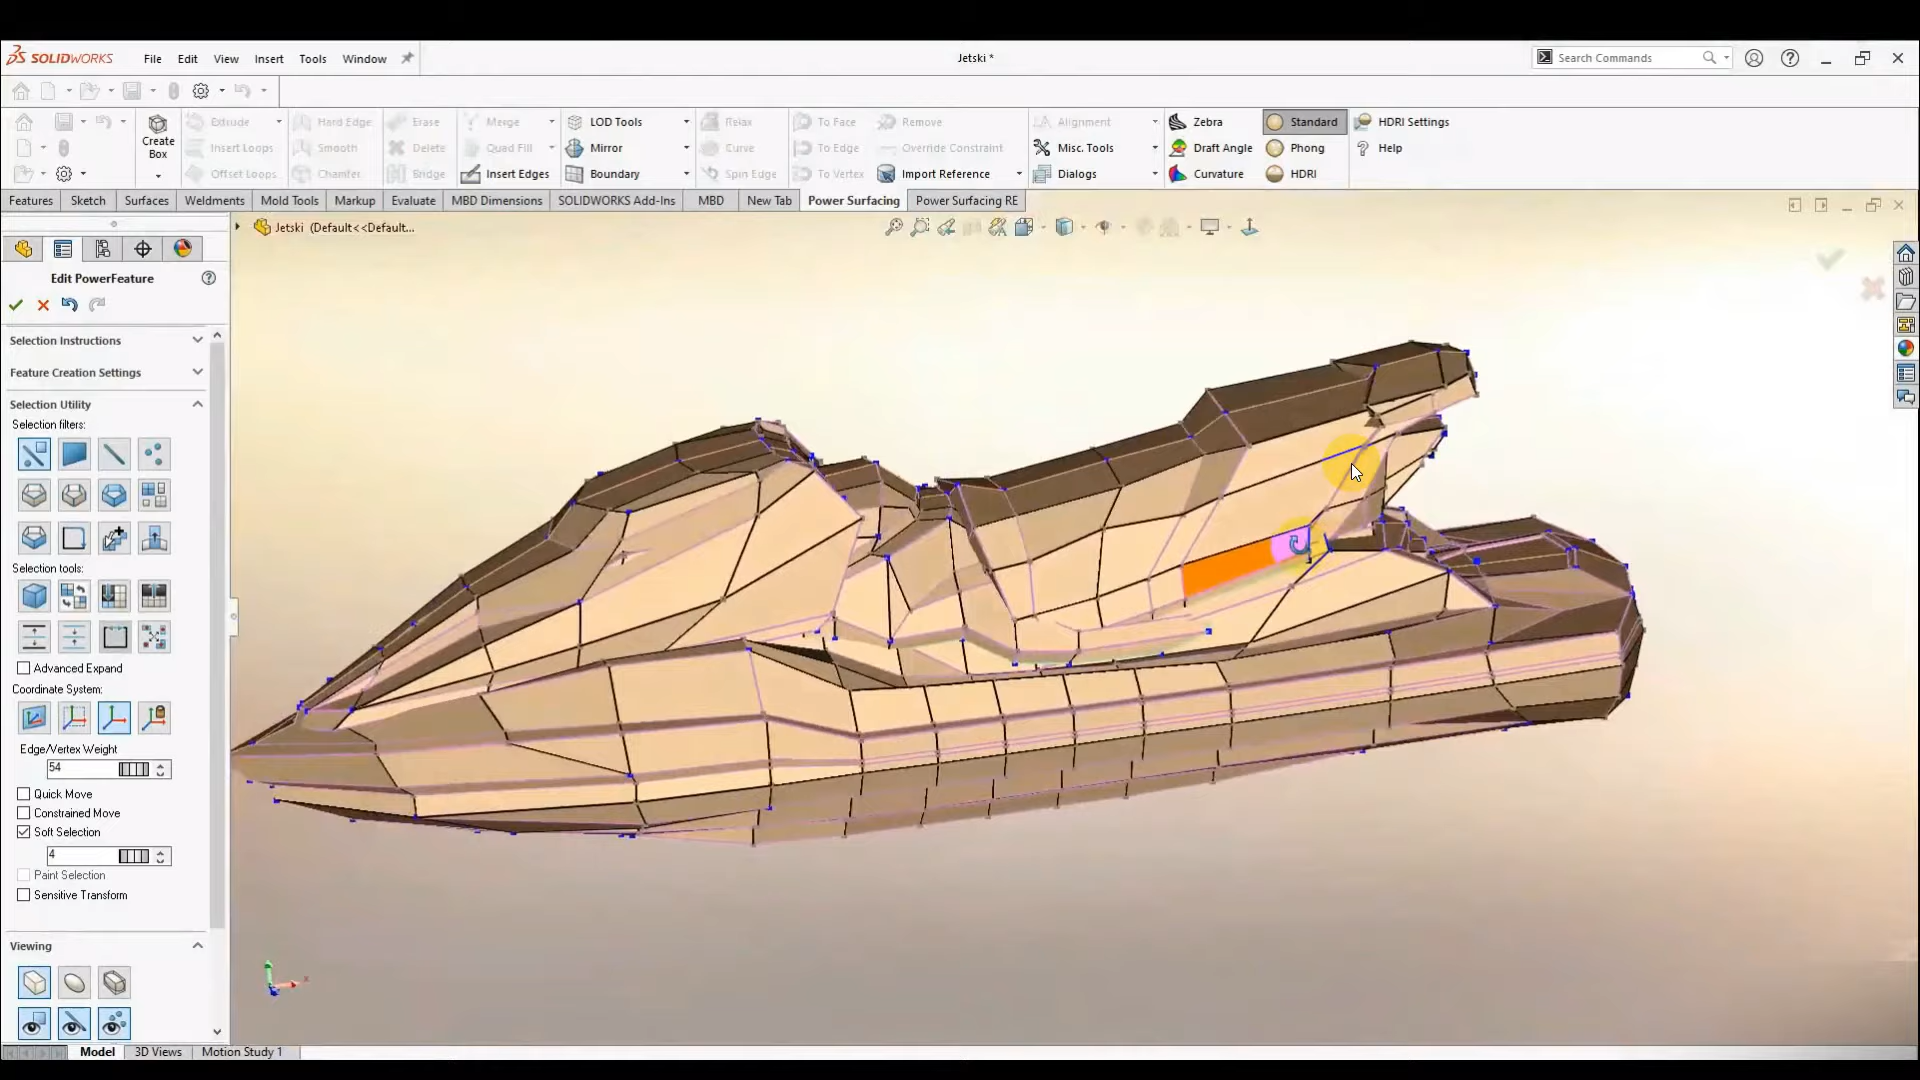 SOLIDWORKS File Edit View Insert Tools Window Jetski * Search Commands
Extrude Hard Edge Erase Merge LOD Tools Relax To Face Remove Alignment Zebra Standard HDRI Settings
Create Box Insert Loops Smooth Delete Quad Fill Mirror Curve To Edge Override Constraint Misc. Tools Draft Angle Phong Help
Offset Loops Chamfer Bridge Insert Edges Boundary Spin Edge To Vertex Import Reference Dialogs Curvature HDRI
Features Sketch Surfaces Weldments Mold Tools Markup Evaluate MBD Dimensions SOLIDWORKS Add-Ins MBD New Tab Power Surfacing Power Surfacing RE
Jetski (Default<<Default...
Edit PowerFeature
Selection Instructions
Feature Creation Settings
Selection Utility
Selection filters:
Selection tools:
Advanced Expand
Coordinate System:
Edge/Vertex Weight
54
Quick Move
Constrained Move
Soft Selection
4
Paint Selection
Sensitive Transform
Viewing
Model 3D Views Motion Study 1